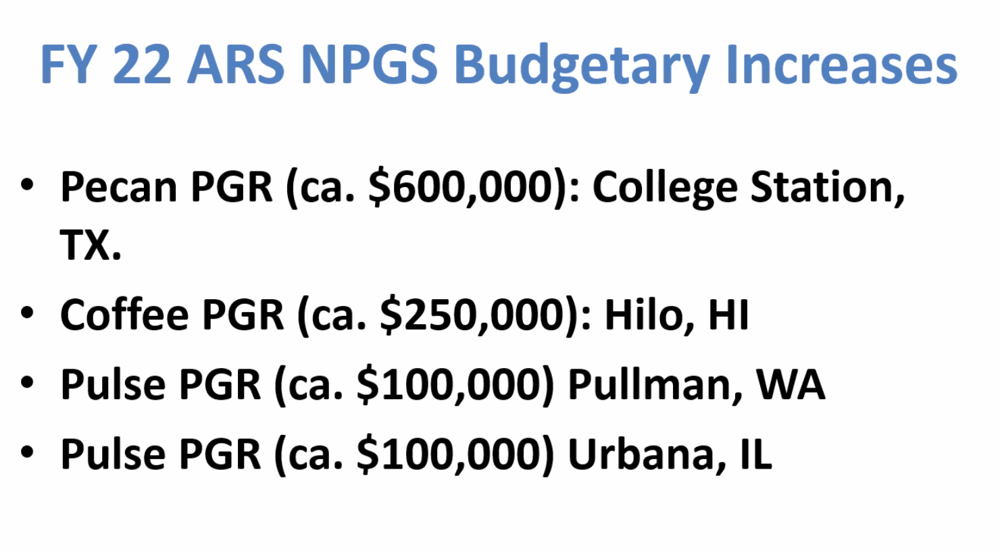 FY 22 ARS NPGS Budgetary Increases
• Pecan PGR (ca. $600,000): College Station,
TX.
• Coffee PGR (ca. $250,000): Hilo, HI
• Pulse PGR (ca. $100,000) Pullman, WA
• Pulse PGR (ca. $100,000) Urbana, IL